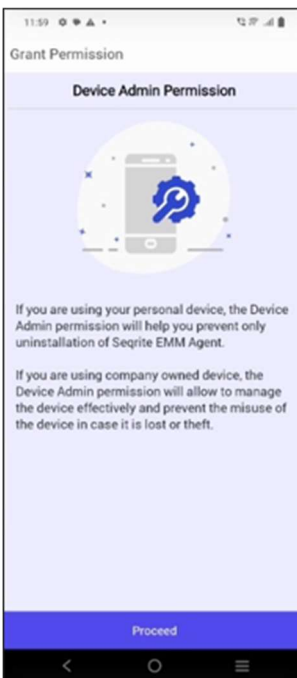 11:59
Grant Permission
Device Admin Permission
If you are using your personal device, the Device
Admin permission will help you prevent only
uninstallation of Seqrite EMM Agent.
If you are using company owned device, the
Device Admin permission will allow to manage
the device effectively and prevent the misuse of
the device in case it is lost or theft.
Proceed